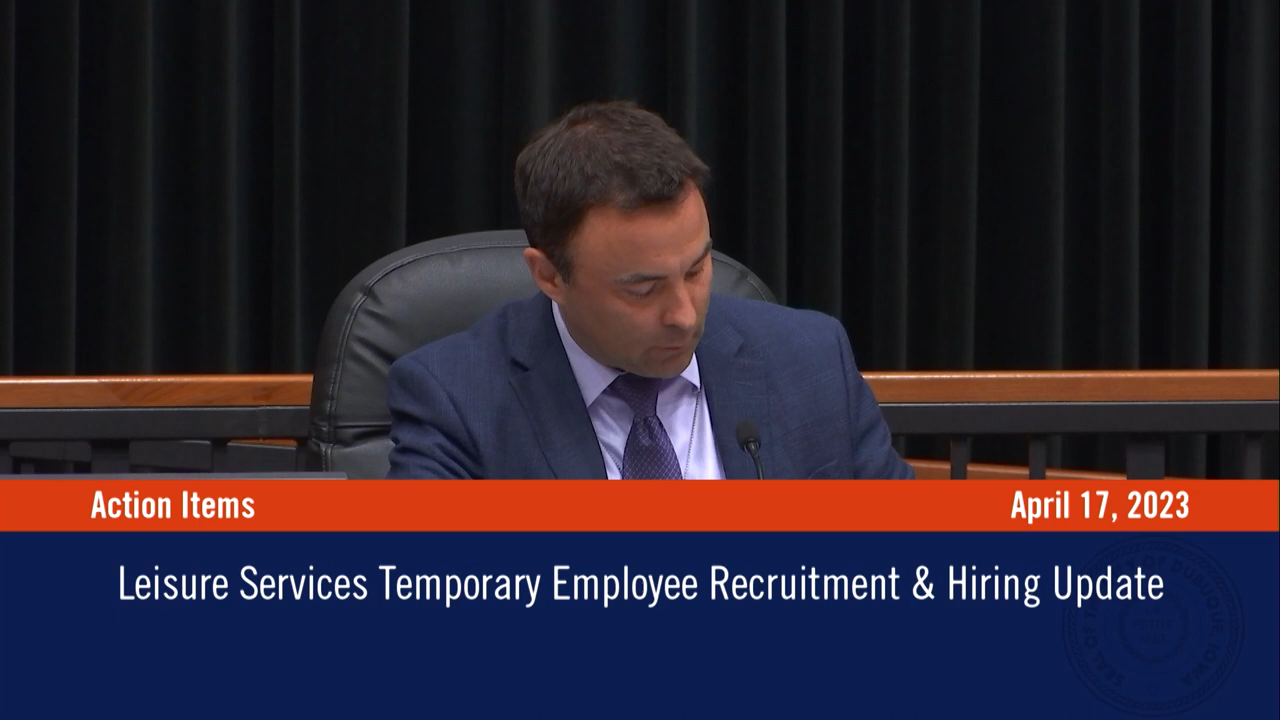 Action Items
April 17, 2023
Leisure Services Temporary Employee Recruitment & Hiring Update